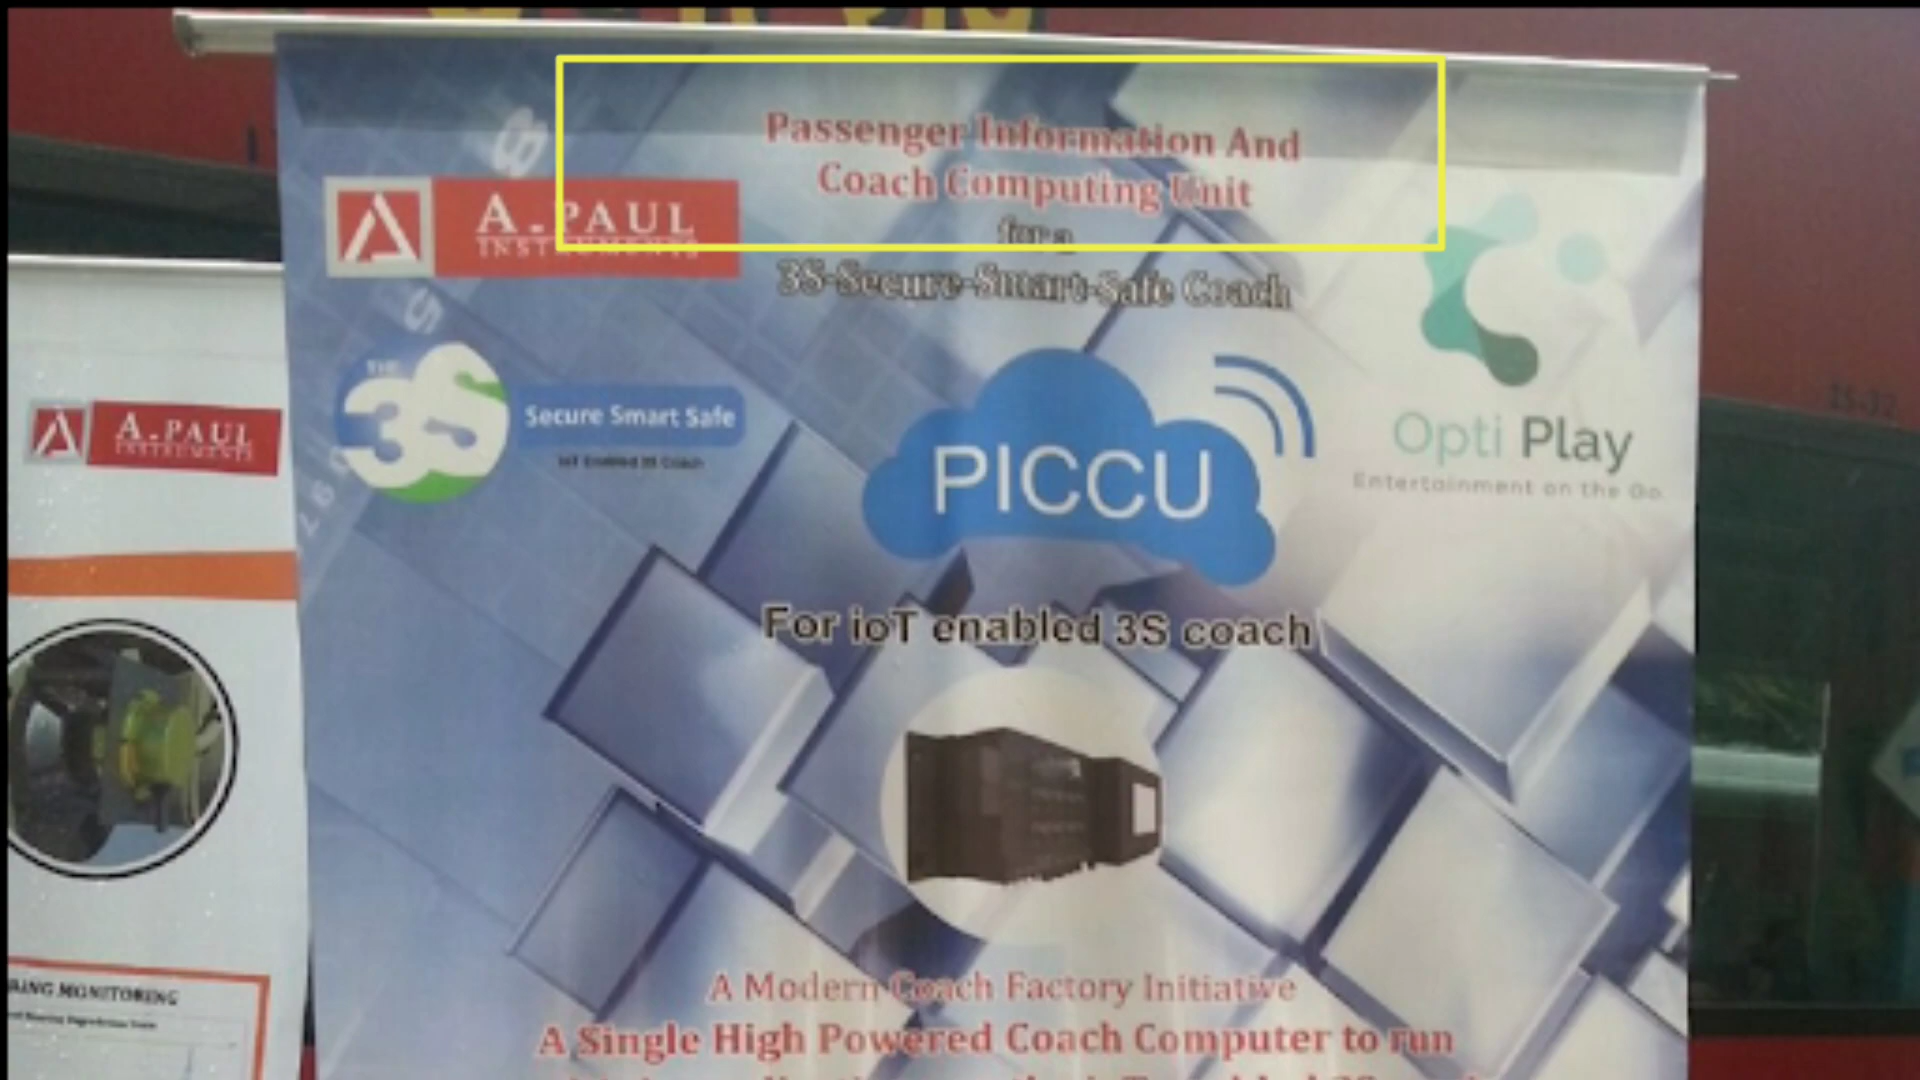 Passenger Information And
Coach Computing Unit
for a
3S-Secure-Smart-Safe Coach
A.PAUL
INSTRUMENTS
THE
3S
Secure Smart Safe
IoT Enabled 3S Coach
PICCU
Opti Play
Entertainment on the Go
For ioT enabled 3S coach
A Modern Coach Factory Initiative
A Single High Powered Coach Computer to run
A.PAUL
INSTRUMENTS
MONITORING